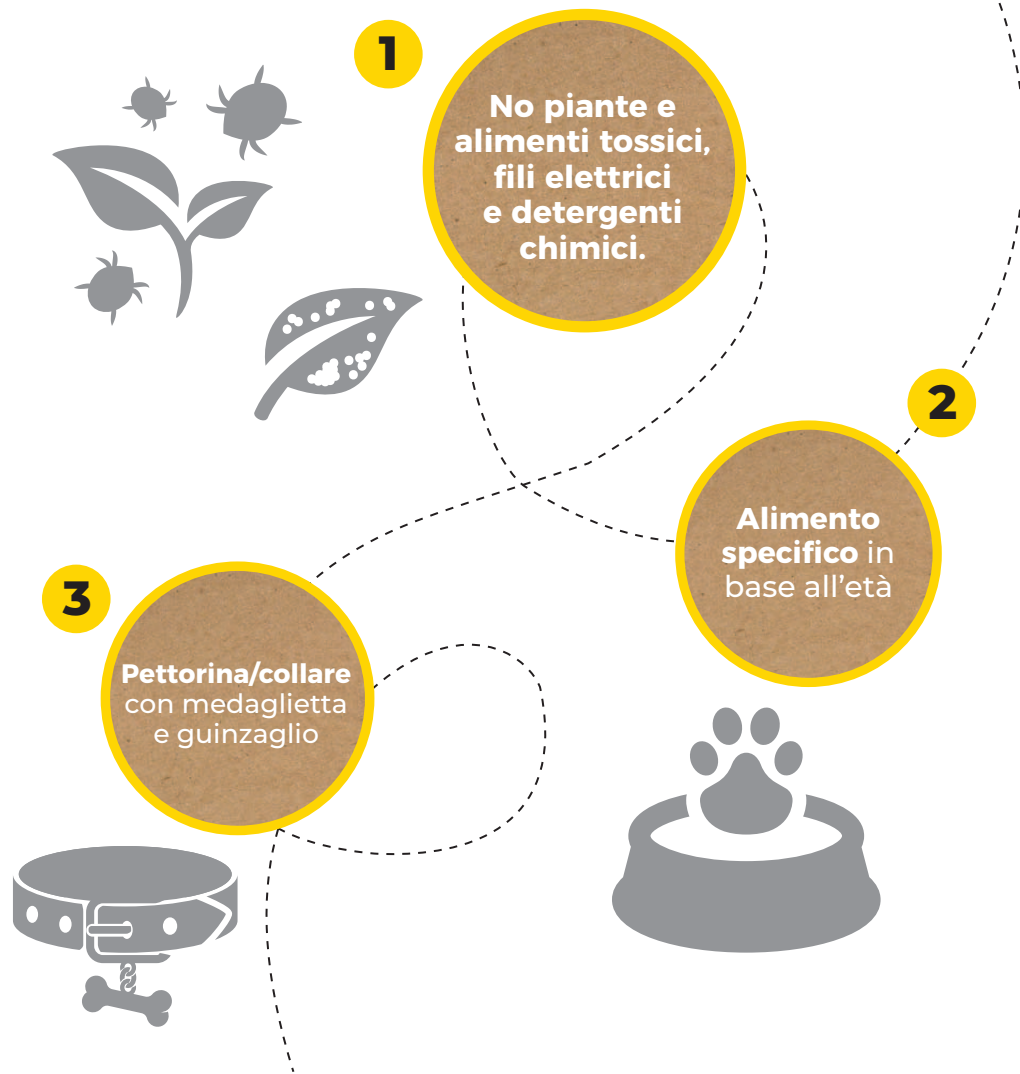 1
No piante e
alimenti tossici,
fili elettrici
e detergenti
chimici.
2
Alimento
specifico in
base all’età
3
Pettorina/collare
con medaglietta
e guinzaglio